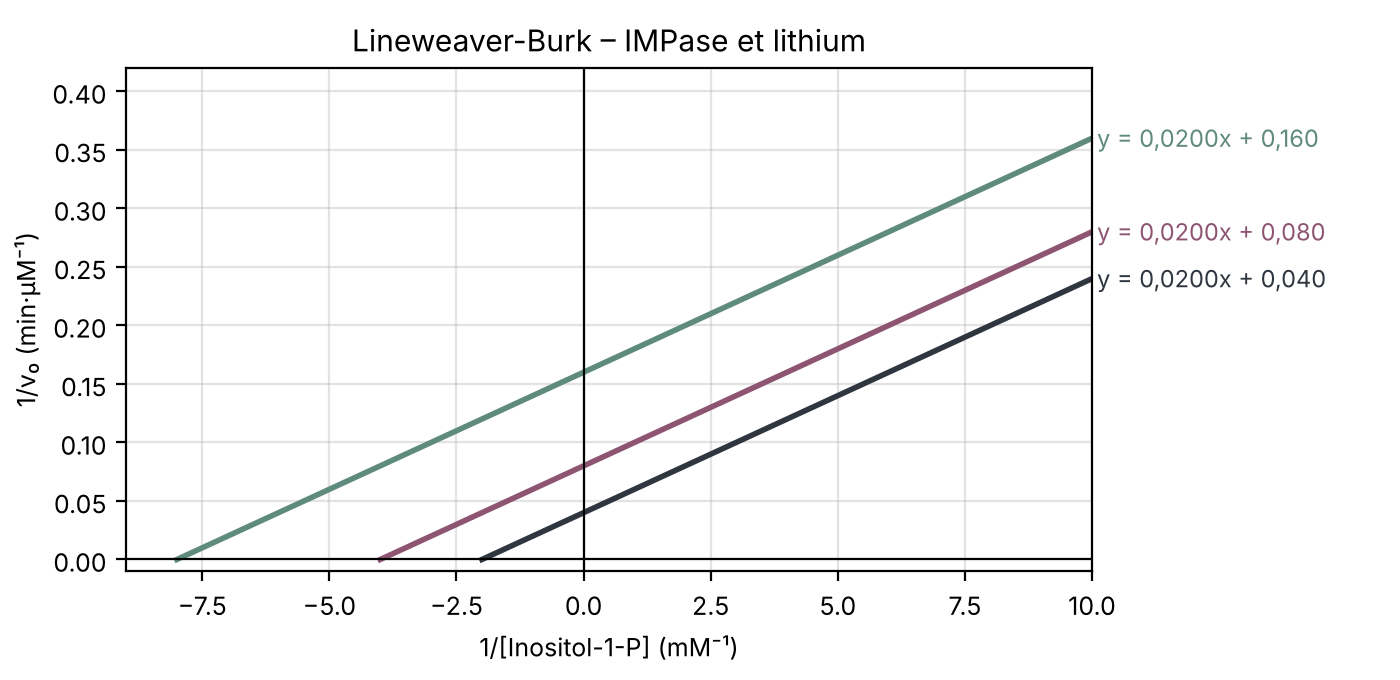 Lineweaver-Burk – IMPase et lithium
0.40
0.35
0.30
0.25
0.20
0.15
0.10
0.05
0.00
1/v₀ (min·µM⁻¹)
y = 0,0200x + 0,160
y = 0,0200x + 0,080
y = 0,0200x + 0,040
−7.5 −5.0 −2.5 0.0 2.5 5.0 7.5 10.0
1/[Inositol-1-P] (mM⁻¹)